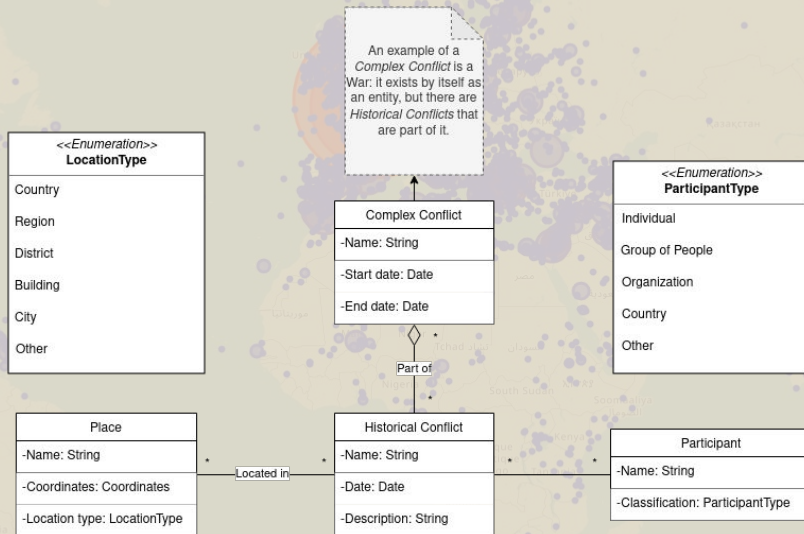 An example of a
Complex Conflict is a
War: it exists by itself as
an entity, but there are
Historical Conflicts that
are part of it.
<<Enumeration>>
LocationType
Country
Region
District
Building
City
Other
Complex Conflict
-Name: String
-Start date: Date
-End date: Date
*
Part of
*
<<Enumeration>>
ParticipantType
Individual
Group of People
Organization
Country
Other
Place
-Name: String
-Coordinates: Coordinates
-Location type: LocationType
*
Located in
*
Historical Conflict
-Name: String
-Date: Date
-Description: String
*
*
Participant
-Name: String
-Classification: ParticipantType
South Sudan